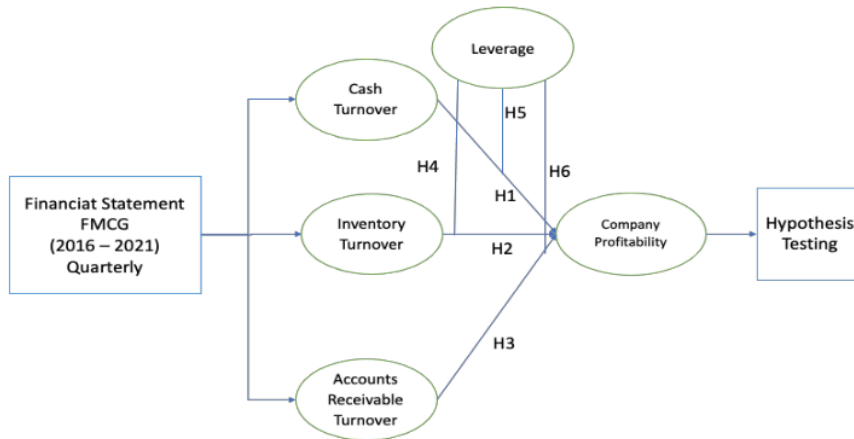 Leverage
Cash
Turnover
H5
H4
H6
H1
Financiat Statement
FMCG
(2016 – 2021)
Quarterly
Inventory
Turnover
H2
Company
Profitability
Hypothesis
Testing
H3
Accounts
Receivable
Turnover